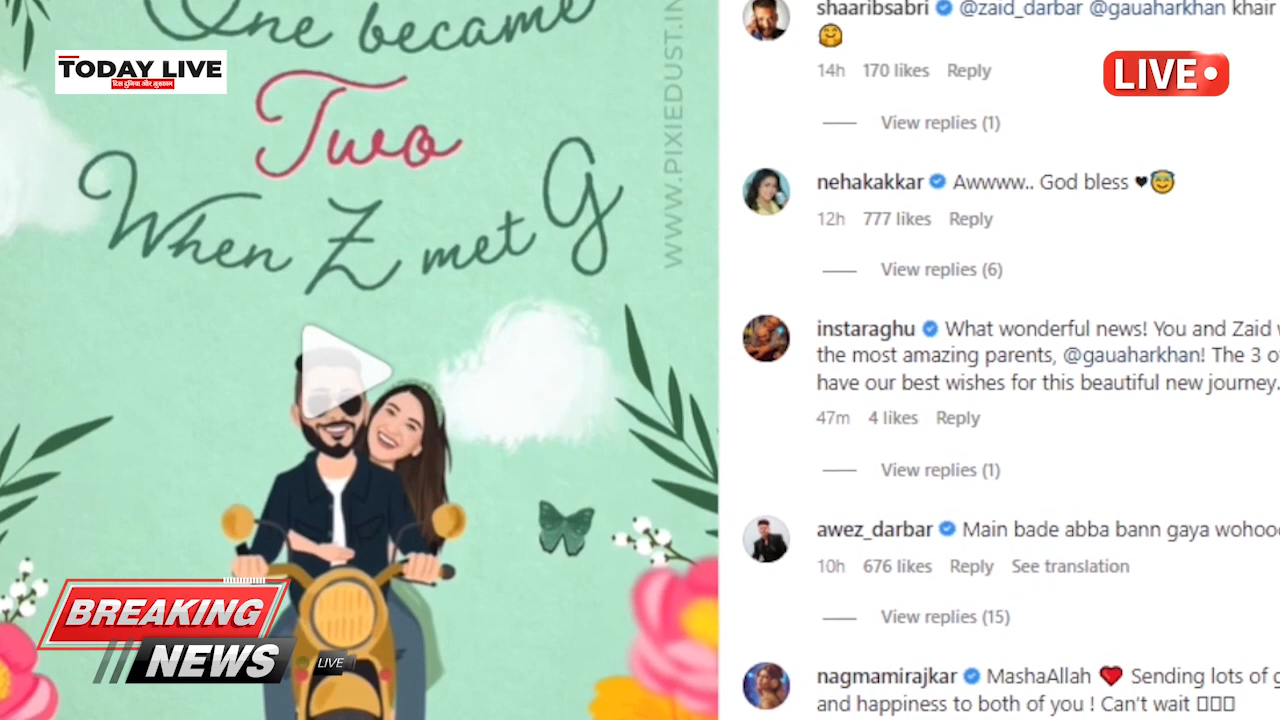 One became
Two
When Z met G
WWW.PIXIEDUST.IN
TODAY LIVE
LIVE
BREAKING
NEWS
LIVE
shaaribsabri @zaid_darbar @gauaharkhan khair
🤗
14h 170 likes Reply
View replies (1)
nehakakkar Awwww.. God bless ♥😇
12h 777 likes Reply
View replies (6)
instaraghu What wonderful news! You and Zaid
the most amazing parents, @gauaharkhan! The 3
have our best wishes for this beautiful new journey.
47m 4 likes Reply
View replies (1)
awez_darbar Main bade abba bann gaya
10h 676 likes Reply See translation
View replies (15)
nagmamirajkar MashaAllah ♥ Sending lots of
and happiness to both of you ! Can't wait